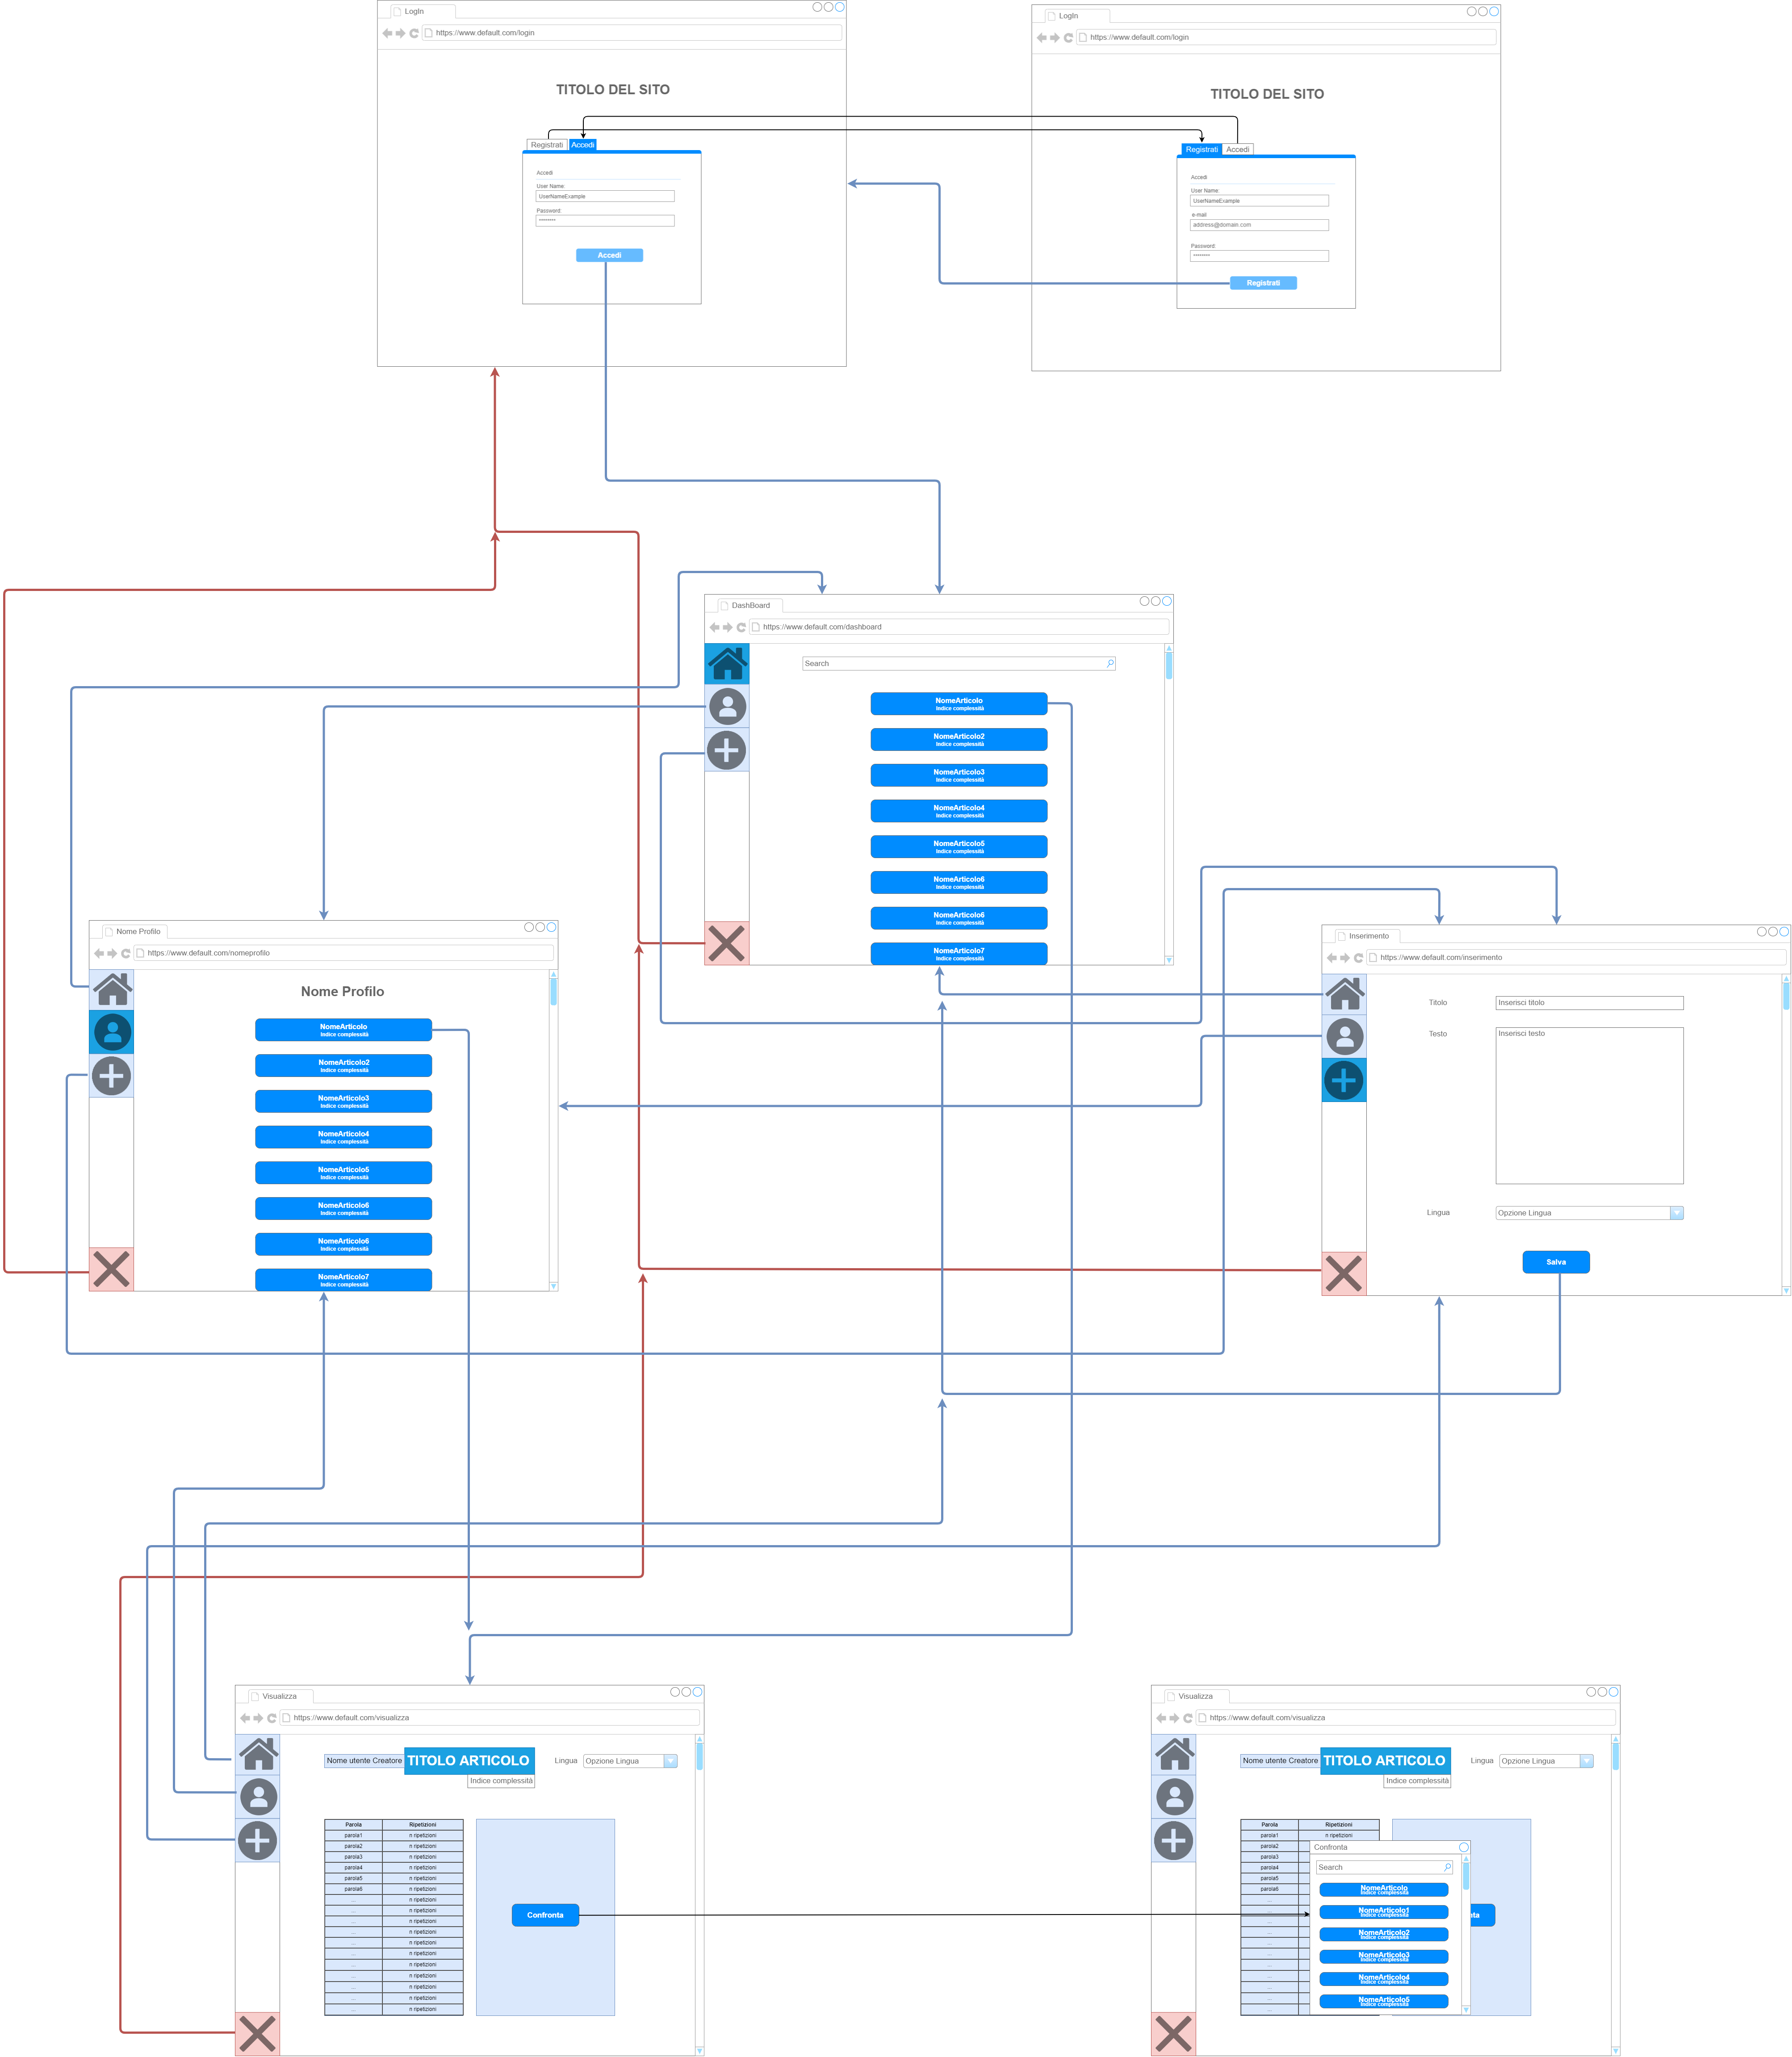 LogIn
https://www.default.com/login
TITOLO DEL SITO
Registrati
Accedi
Accedi
User Name:
UserNameExample
Password:
********
Accedi
LogIn
https://www.default.com/login
TITOLO DEL SITO
Registrati
Accedi
Accedi
User Name:
UserNameExample
e-mail
address@domain.com
Password:
********
Registrati
DashBoard
https://www.default.com/dashboard
Search
NomeArticolo
Indice complessità
NomeArticolo2
Indice complessità
NomeArticolo3
Indice complessità
NomeArticolo4
Indice complessità
NomeArticolo5
Indice complessità
NomeArticolo6
Indice complessità
NomeArticolo6
Indice complessità
NomeArticolo7
Indice complessità
Nome Profilo
https://www.default.com/nomeprofilo
Nome Profilo
NomeArticolo
Indice complessità
NomeArticolo2
Indice complessità
NomeArticolo3
Indice complessità
NomeArticolo4
Indice complessità
NomeArticolo5
Indice complessità
NomeArticolo6
Indice complessità
NomeArticolo6
Indice complessità
NomeArticolo7
Indice complessità
Inserimento
https://www.default.com/inserimento
Titolo
Inserisci titolo
Testo
Inserisci testo
Lingua
Opzione Lingua
Salva
Visualizza
https://www.default.com/visualizza
Nome utente Creatore
TITOLO ARTICOLO
Indice complessità
Lingua
Opzione Lingua
Parola Ripetizioni
parola1 n ripetizioni
parola2 n ripetizioni
parola3 n ripetizioni
parola4 n ripetizioni
parola5 n ripetizioni
parola6 n ripetizioni
... n ripetizioni
... n ripetizioni
... n ripetizioni
... n ripetizioni
... n ripetizioni
... n ripetizioni
... n ripetizioni
... n ripetizioni
... n ripetizioni
... n ripetizioni
... n ripetizioni
Confronta
Visualizza
https://www.default.com/visualizza
Nome utente Creatore
TITOLO ARTICOLO
Indice complessità
Lingua
Opzione Lingua
Parola Ripetizioni
parola1 n ripetizioni
parola2
parola3
parola4
parola5
parola6
...
...
...
...
...
...
...
...
...
...
...
ta
Confronta
Search
NomeArticolo
Indice complessità
NomeArticolo1
Indice complessità
NomeArticolo2
Indice complessità
NomeArticolo3
Indice complessità
NomeArticolo4
Indice complessità
NomeArticolo5
Indice complessità